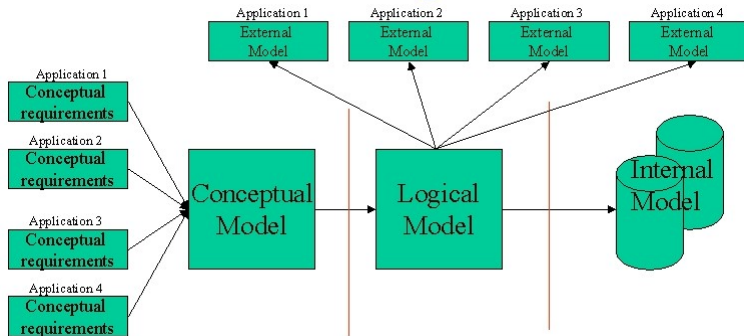 Application 1
External
Model
Application 2
External
Model
Application 3
External
Model
Application 4
External
Model
Application 1
Conceptual
requirements
Application 2
Conceptual
requirements
Application 3
Conceptual
requirements
Application 4
Conceptual
requirements
Conceptual
Model
Logical
Model
Internal
Model